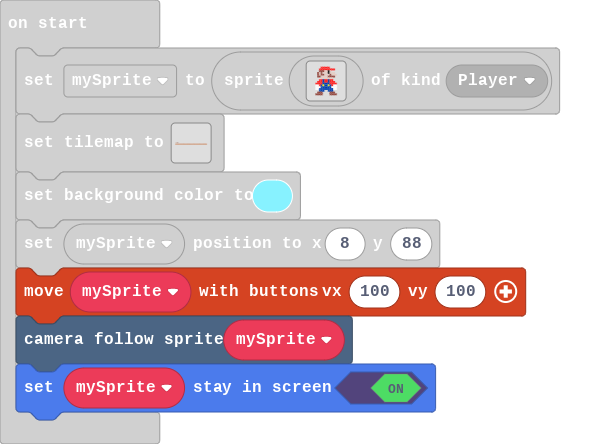 on start
set mySprite to sprite of kind Player
set tilemap to
set background color to
set mySprite position to x 8 y 88
move mySprite with buttons vx 100 vy 100
camera follow sprite mySprite
set mySprite stay in screen ON